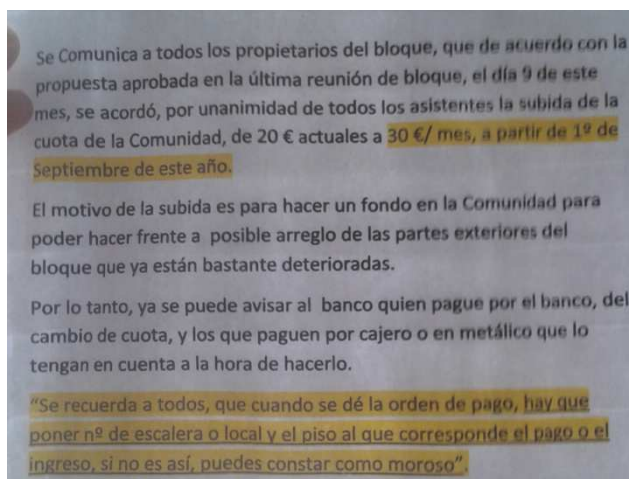 Se Comunica a todos los propietarios del bloque, que de acuerdo con la
propuesta aprobada en la última reunión de bloque, el día 9 de este
mes, se acordó, por unanimidad de todos los asistentes la subida de la
cuota de la Comunidad, de 20 € actuales a 30 €/ mes, a partir de 1º de
Septiembre de este año.
El motivo de la subida es para hacer un fondo en la Comunidad para
poder hacer frente a posible arreglo de las partes exteriores del
bloque que ya están bastante deterioradas.
Por lo tanto, ya se puede avisar al banco quien pague por el banco, del
cambio de cuota, y los que paguen por cajero o en metálico que lo
tengan en cuenta a la hora de hacerlo.
“Se recuerda a todos, que cuando se dé la orden de pago, hay que
poner nº de escalera o local y el piso al que corresponde el pago o el
ingreso, si no es así, puedes constar como moroso”.